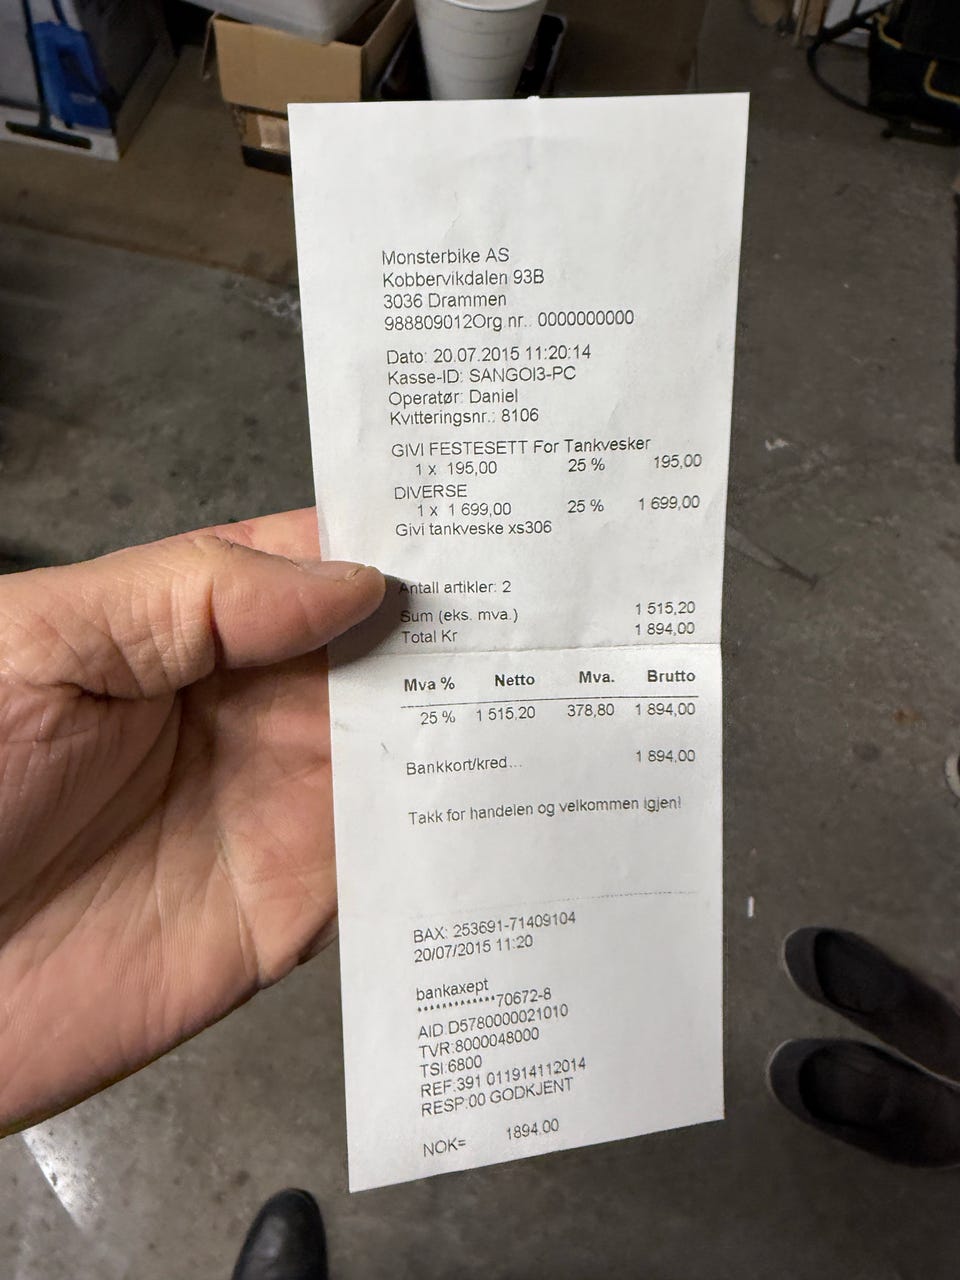 Monsterbike AS
Kobbervikdalen 93B
3036 Drammen
988809012Org.nr.: 0000000000
Dato: 20.07.2015 11:20:14
Kasse-ID: SANGOI3-PC
Operatør: Daniel
Kvitteringsnr.: 8106
GIVI FESTESETT For Tankvesker
1 x 195,00 25 % 195,00
DIVERSE
1 x 1 699,00 25 % 1 699,00
Givi tankveske xs306
Antall artikler: 2
Sum (eks. mva.) 1 515,20
Total Kr 1 894,00
Mva % Netto Mva. Brutto
25 % 1 515,20 378,80 1 894,00
Bankkort/kred... 1 894,00
Takk for handelen og velkommen igjen!
BAX: 253691-71409104
20/07/2015 11:20
bankaxept
************70672-8
AID:D5780000021010
TVR:8000048000
TSI:6800
REF:391 011914112014
RESP:00 GODKJENT
NOK= 1894.00